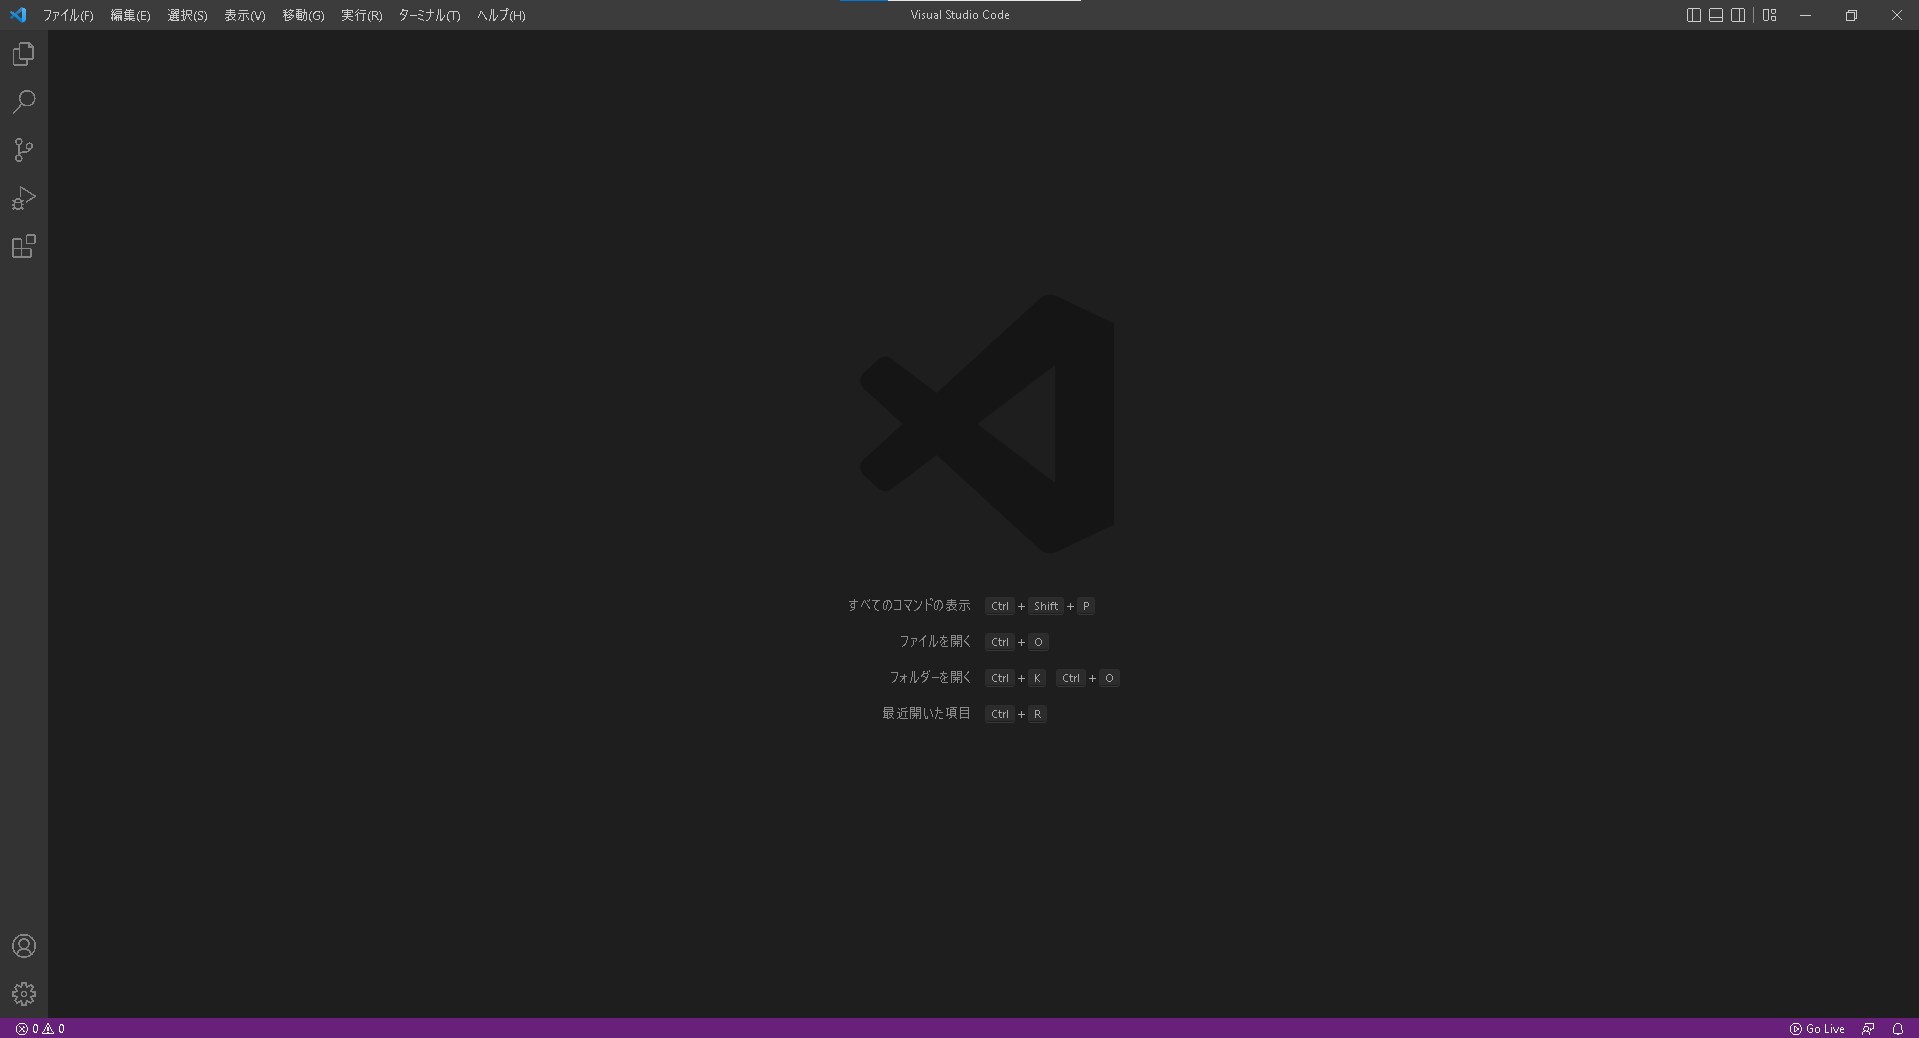 ファイル(F) 編集(E) 選択(S) 表示(V) 移動(G) 実行(R) ターミナル(T) ヘルプ(H) Visual Studio Code
すべてのコマンドの表示 Ctrl + Shift + P
ファイルを開く Ctrl + O
フォルダーを開く Ctrl + K Ctrl + O
最近開いた項目 Ctrl + R
0 0 Go Live